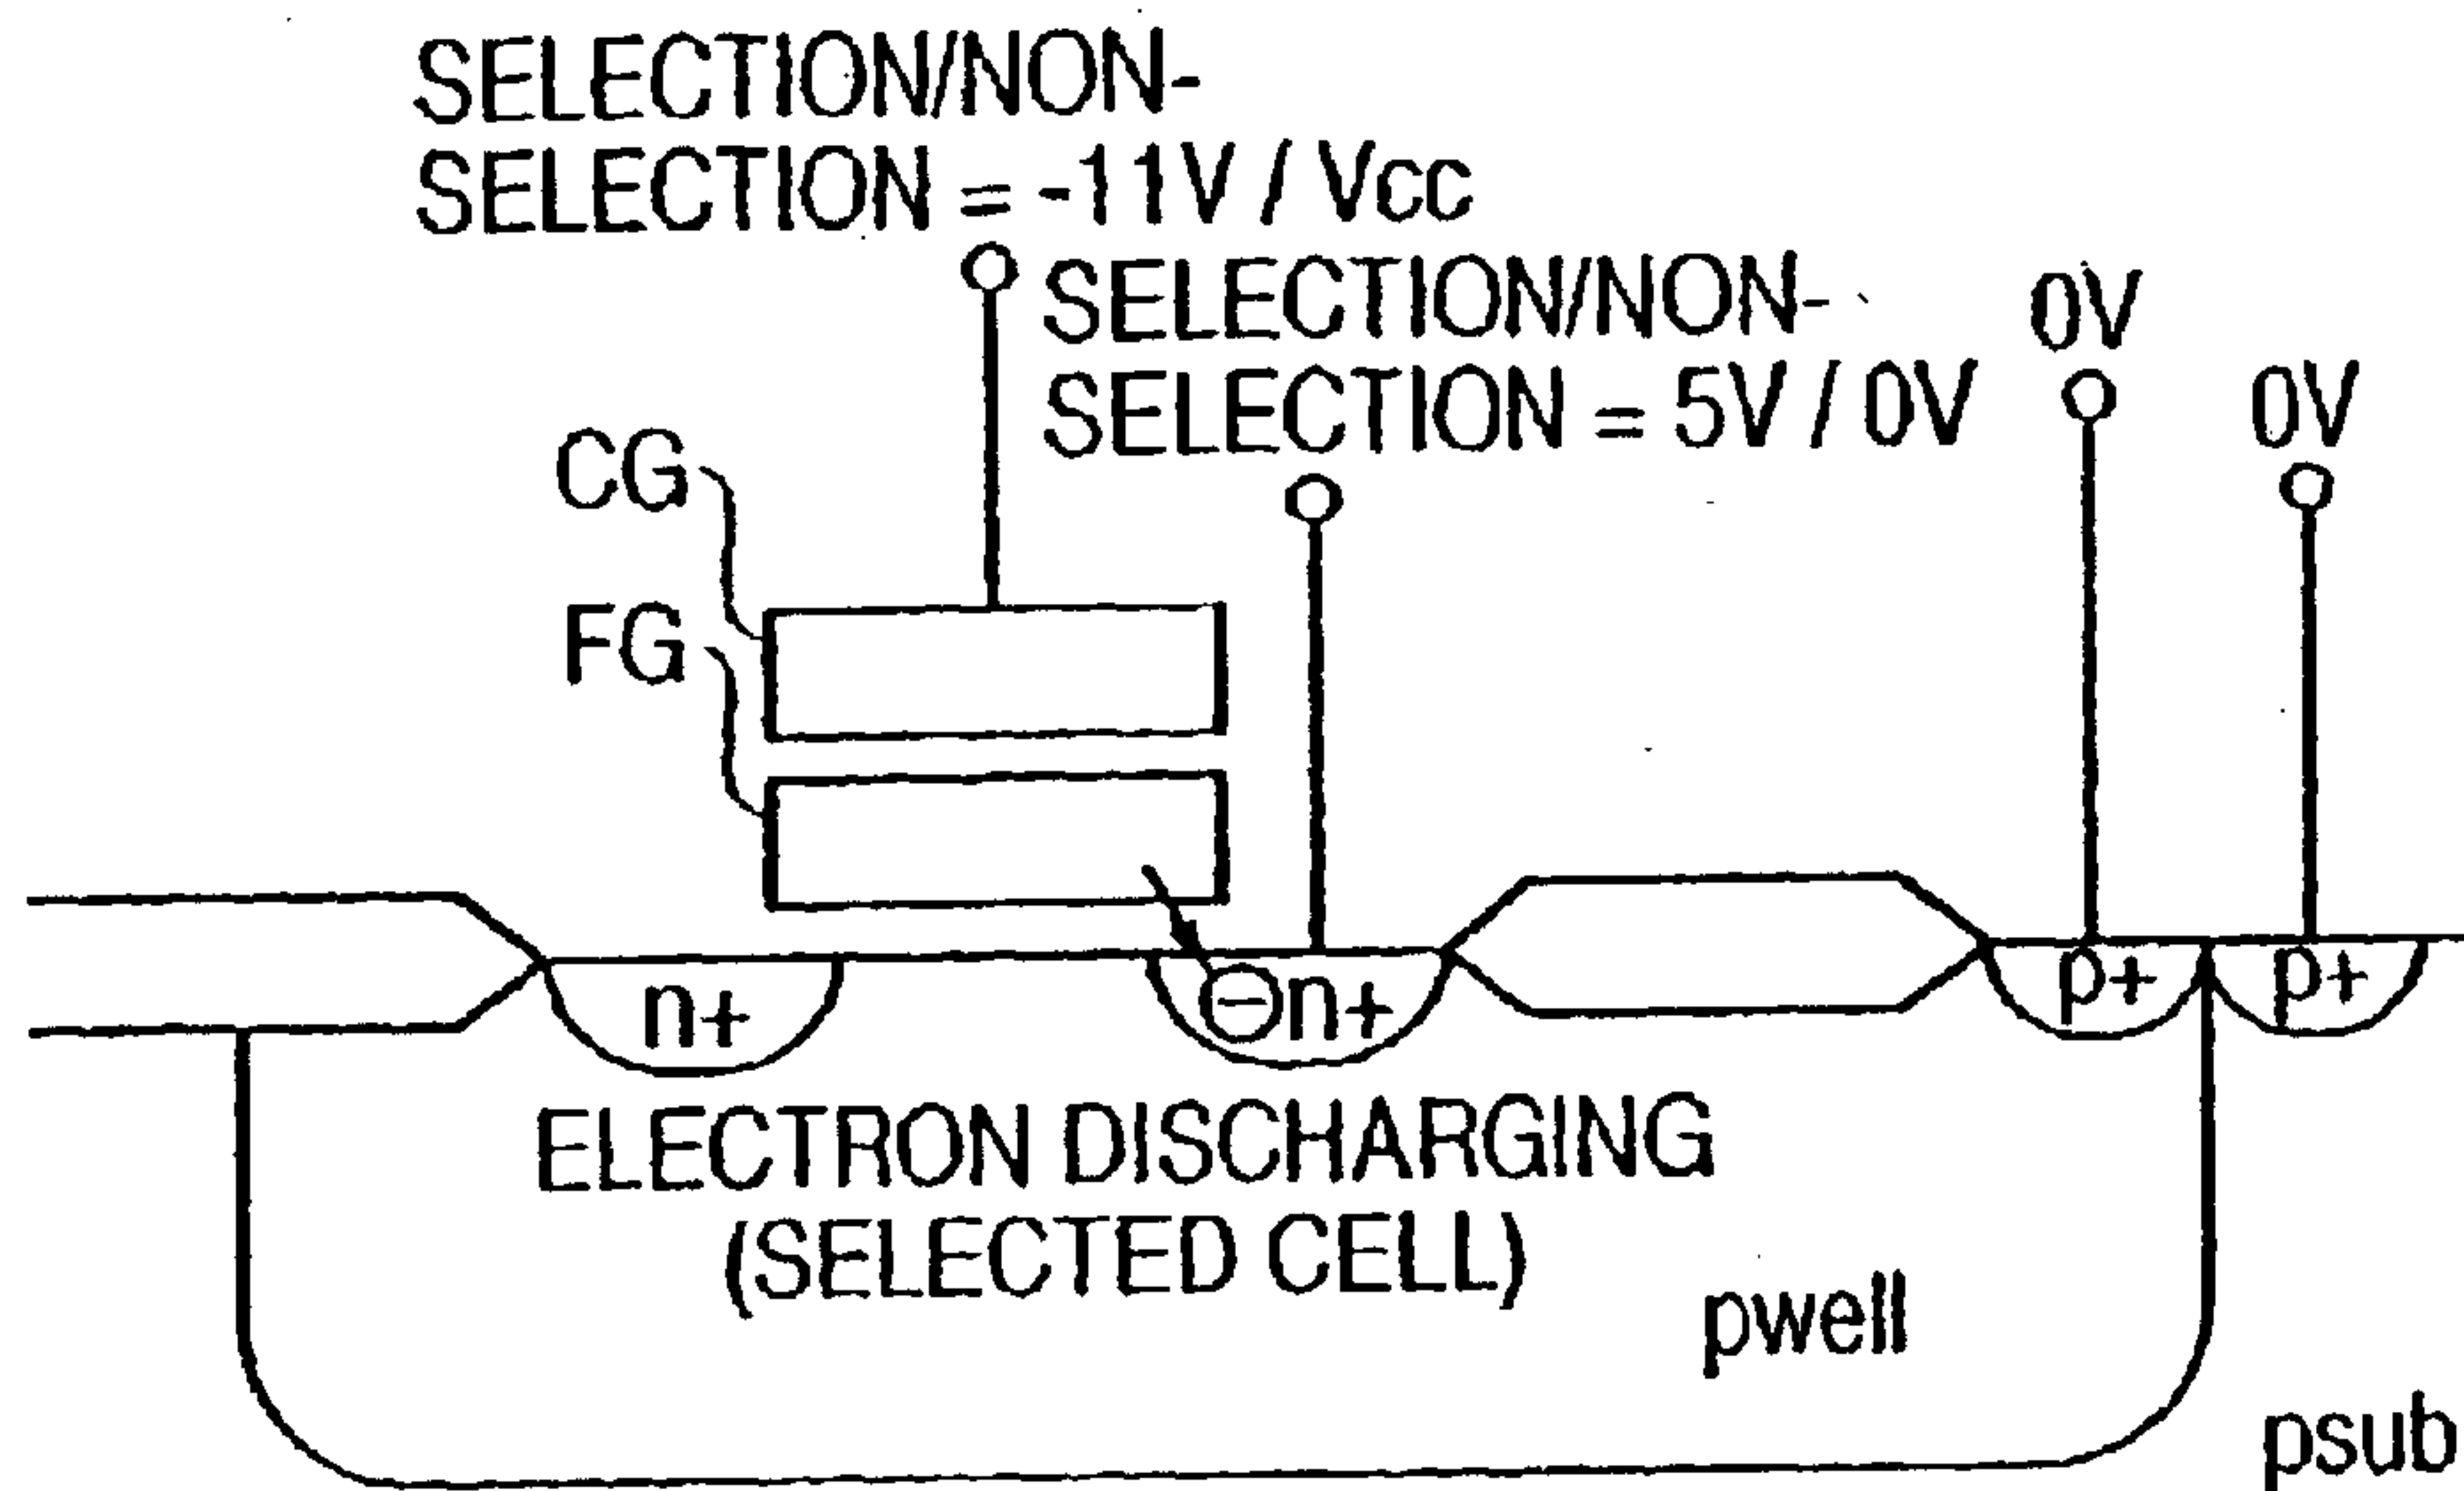 SELECTION/NON-
SELECTION = -11V / Vcc
SELECTION/NON-
SELECTION = 5V / 0V
0V
0V
CG
FG
n+
⊖n+
p+
p+
ELECTRON DISCHARGING
(SELECTED CELL)
pwell
psub